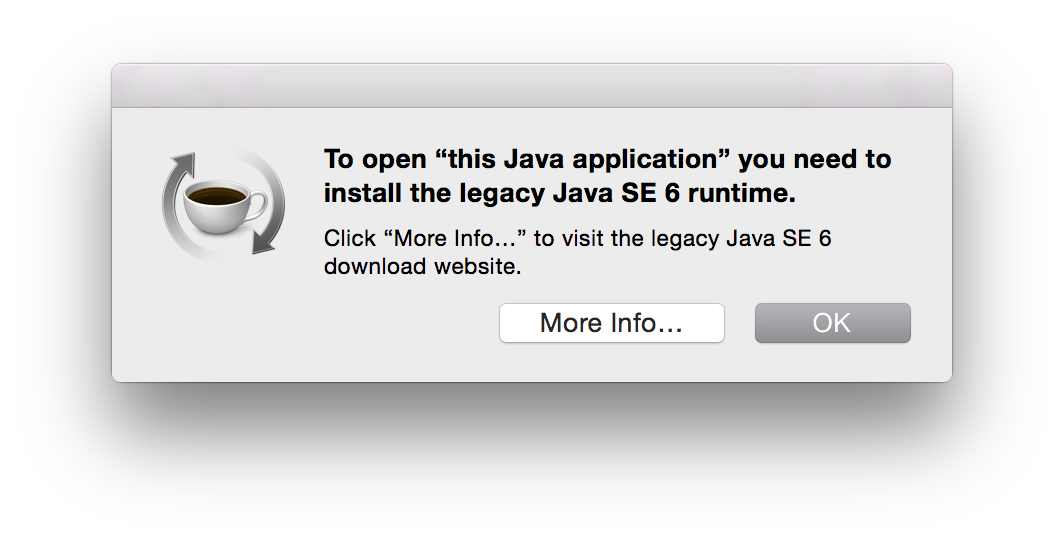 To open “this Java application” you need to
install the legacy Java SE 6 runtime.
Click “More Info…” to visit the legacy Java SE 6
download website.
More Info…
OK